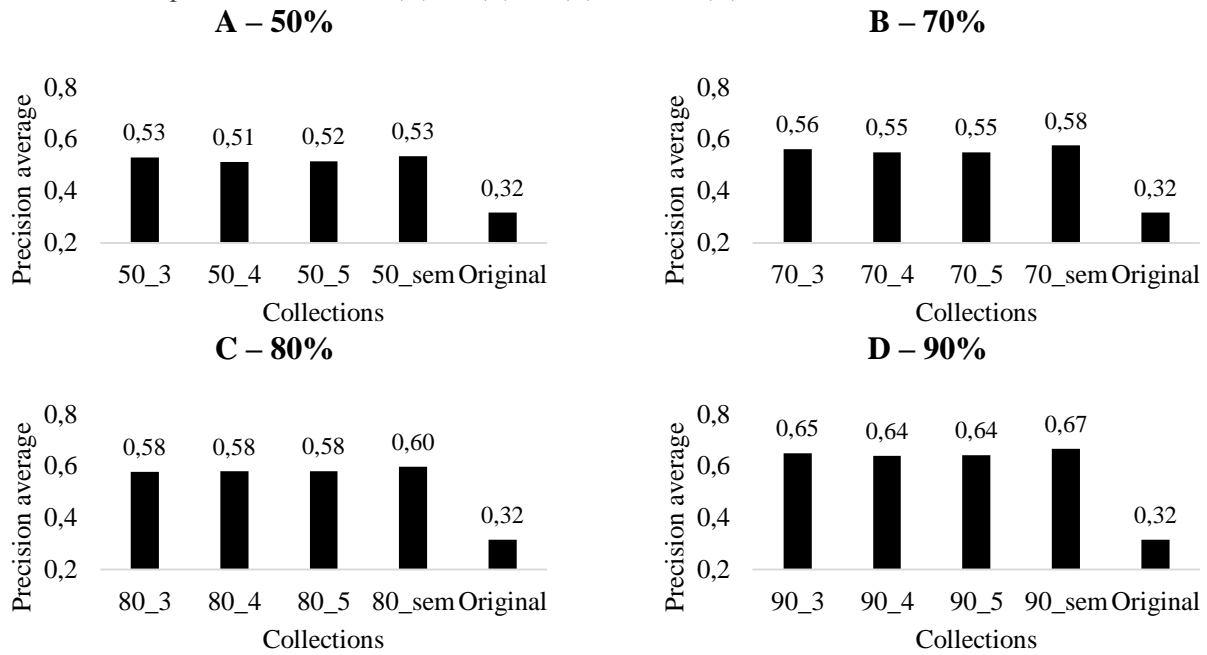 A – 50%
Precision average
0,8
0,6
0,4
0,2
0,53
0,51
0,52
0,53
0,32
50_3 50_4 50_5 50_sem Original
Collections
B – 70%
Precision average
0,8
0,6
0,4
0,2
0,56
0,55
0,55
0,58
0,32
70_3 70_4 70_5 70_sem Original
Collections
C – 80%
Precision average
0,8
0,6
0,4
0,2
0,58
0,58
0,58
0,60
0,32
80_3 80_4 80_5 80_sem Original
Collections
D – 90%
Precision average
0,8
0,6
0,4
0,2
0,65
0,64
0,64
0,67
0,32
90_3 90_4 90_5 90_sem Original
Collections